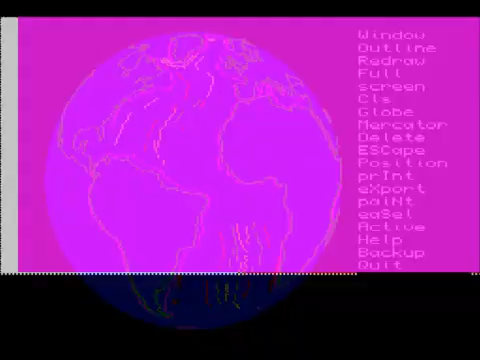 Window
Outline
Redraw
Full
screen
Cls
Globe
Mercator
Delete
ESCape
Position
prInt
eXport
paiNt
eaSel
Active
Help
Backup
Quit